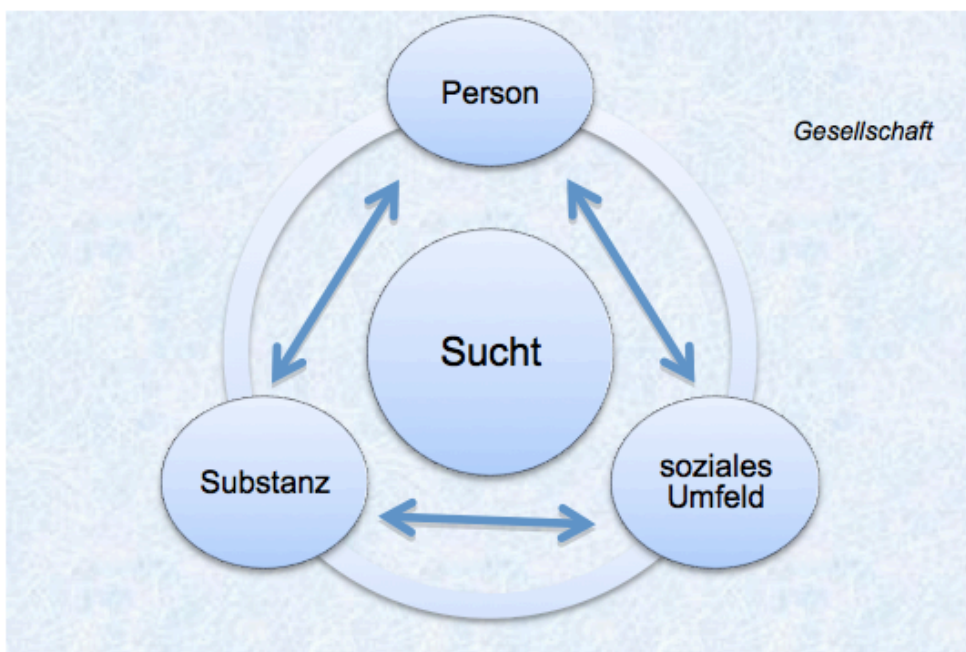 Person
Gesellschaft
Sucht
Substanz
soziales
Umfeld